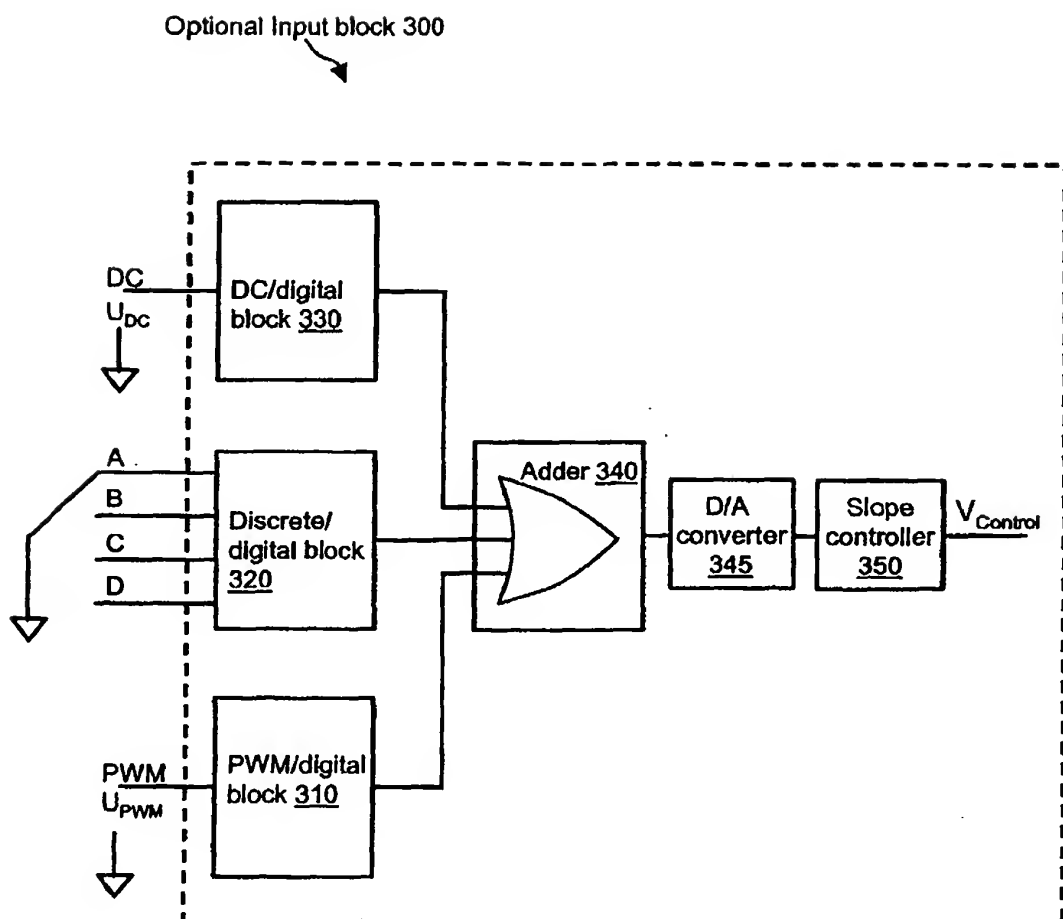 Optional Input block 300
DC
U_DC
DC/digital
block 330
A
B
C
D
Discrete/
digital block
320
Adder 340
D/A
converter
345
Slope
controller
350
V_Control
PWM
U_PWM
PWM/digital
block 310